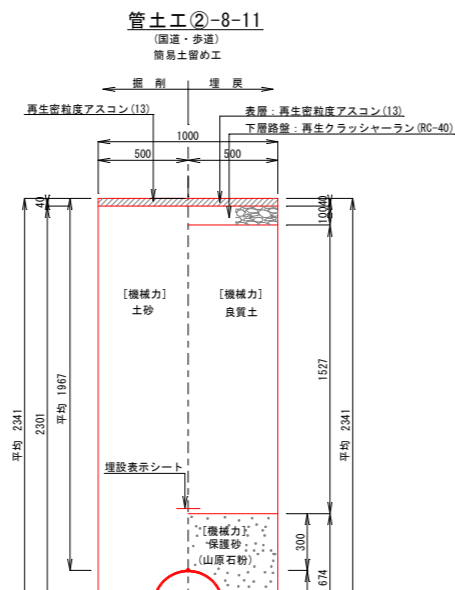 管土工②-8-11
(国道・歩道)
簡易土留め工
掘 削 埋 戻
再生密粒度アスコン(13)
表層：再生密粒度アスコン(13)
下層路盤：再生クラッシャーラン(RC-40)
1000
500 500
40
10040
[機械力]
土砂
[機械力]
良質土
平均 2341
2301
平均 1967
1527
平均 2341
埋設表示シート
[機械力]
保護砂
(山原石粉)
300
674